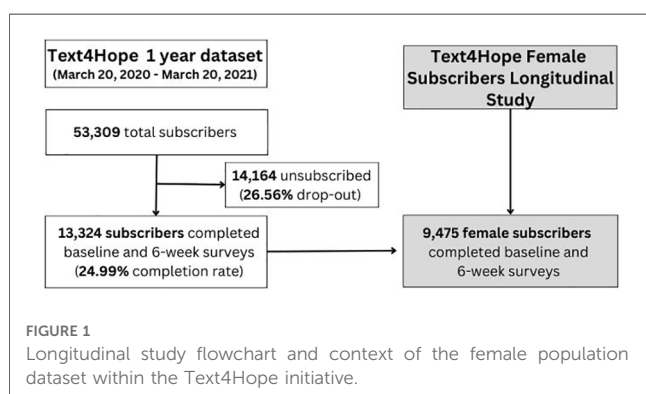 Text4Hope 1 year dataset
(March 20, 2020 - March 20, 2021)
Text4Hope Female
Subscribers Longitudinal
Study
53,309 total subscribers
14,164 unsubscribed
(26.56% drop-out)
13,324 subscribers completed
baseline and 6-week surveys
(24.99% completion rate)
9,475 female subscribers
completed baseline and
6-week surveys
FIGURE 1
Longitudinal study flowchart and context of the female population
dataset within the Text4Hope initiative.